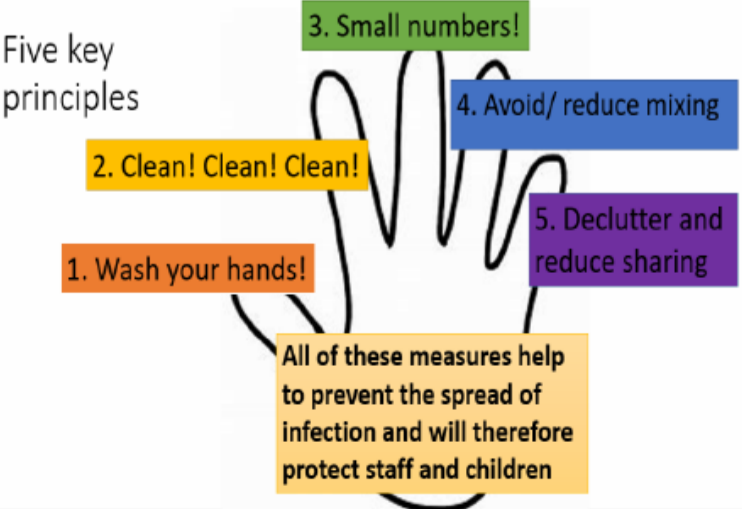 Five key
principles
3. Small numbers!
4. Avoid/ reduce mixing
2. Clean! Clean! Clean!
5. Declutter and
reduce sharing
1. Wash your hands!
All of these measures help
to prevent the spread of
infection and will therefore
protect staff and children